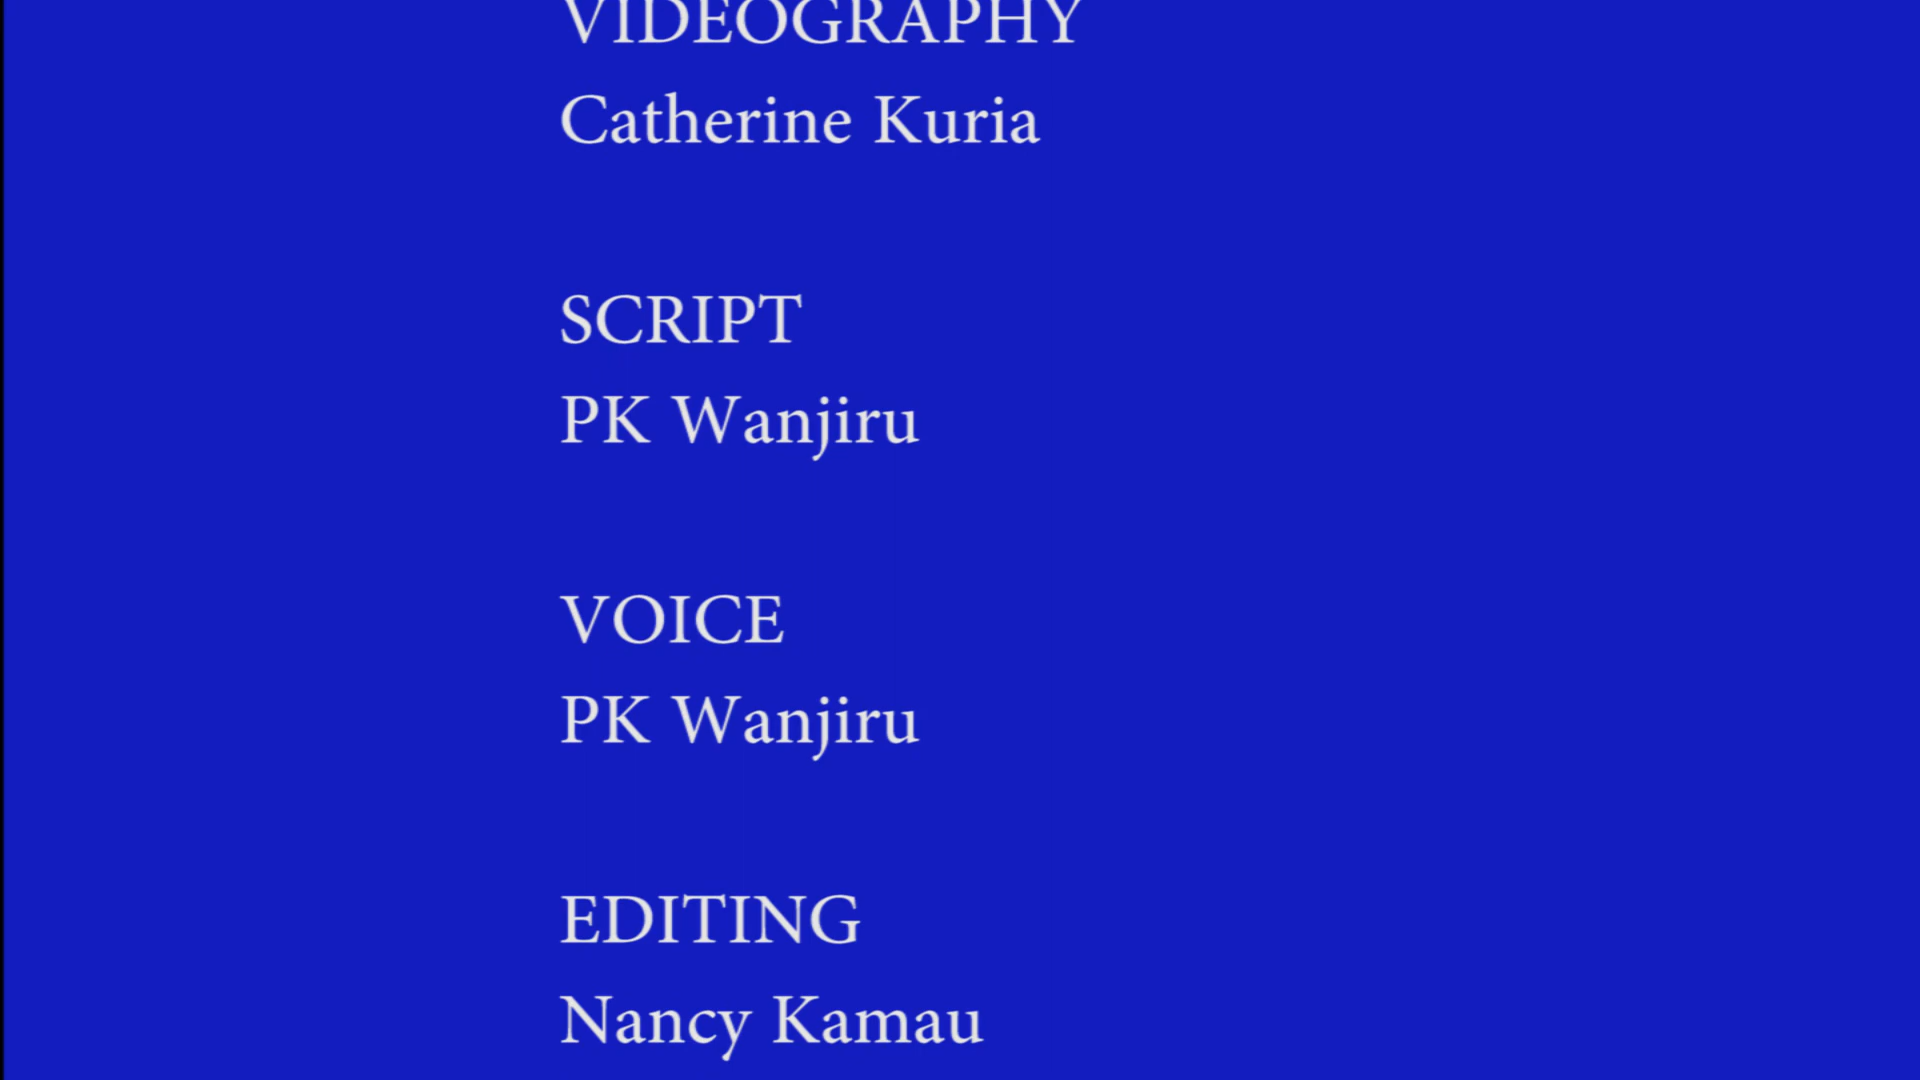 VIDEOGRAPHY
Catherine Kuria
SCRIPT
PK Wanjiru
VOICE
PK Wanjiru
EDITING
Nancy Kamau